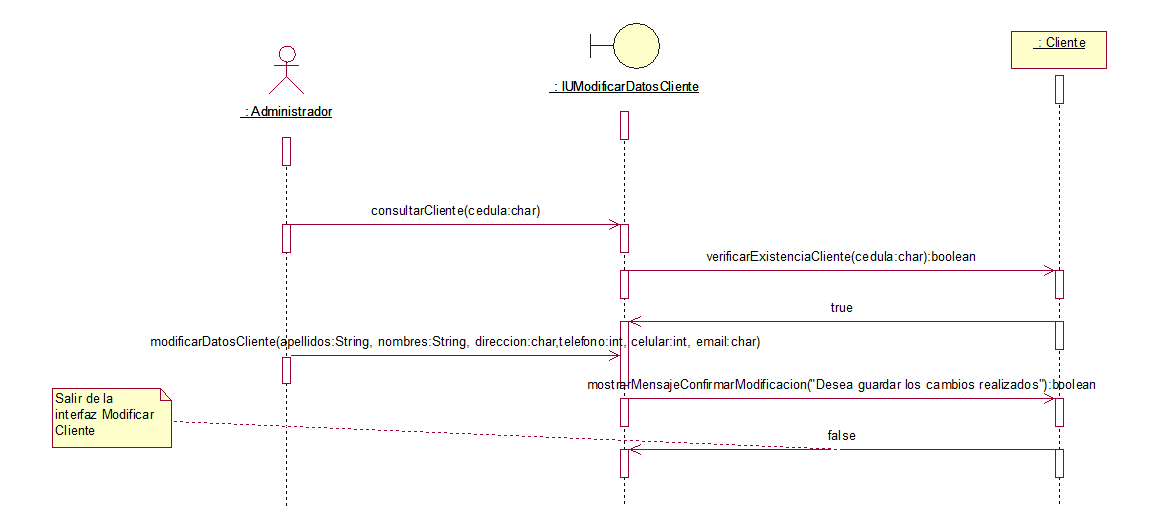 : Cliente
: IUModificarDatosCliente
: Administrador
consultarCliente(cedula:char)
verificarExistenciaCliente(cedula:char):boolean
true
modificarDatosCliente(apellidos:String, nombres:String, direccion:char,telefono:int, celular:int, email:char)
mostrarMensajeConfirmarModificacion("Desea guardar los cambios realizados"):boolean
Salir de la
interfaz Modificar
Cliente
false